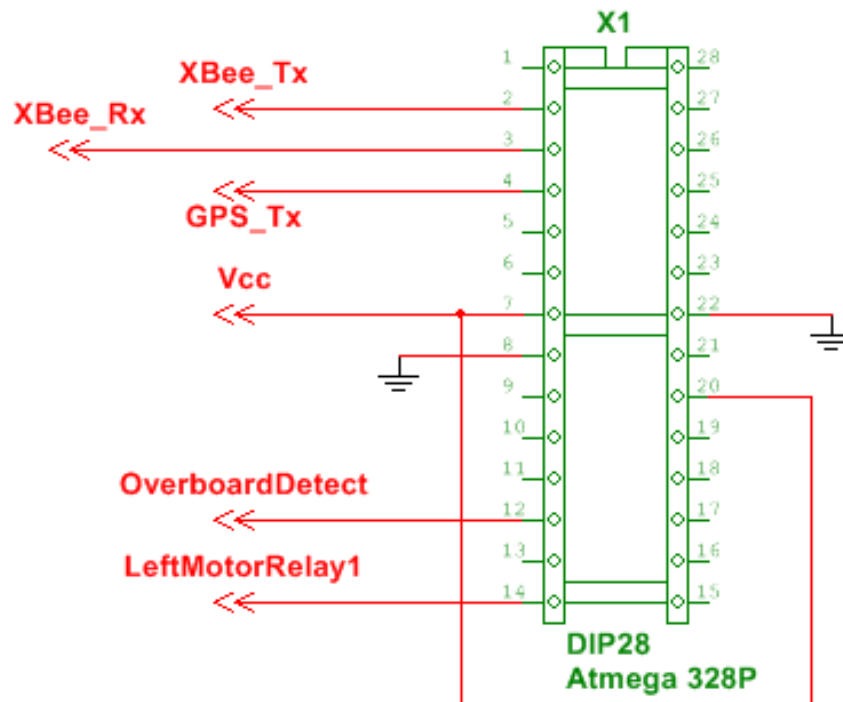 X1
XBee_Tx
XBee_Rx
GPS_Tx
Vcc
OverboardDetect
LeftMotorRelay1
1 28
2 27
3 26
4 25
5 24
6 23
7 22
8 21
9 20
10 19
11 18
12 17
13 16
14 15
DIP28
Atmega 328P